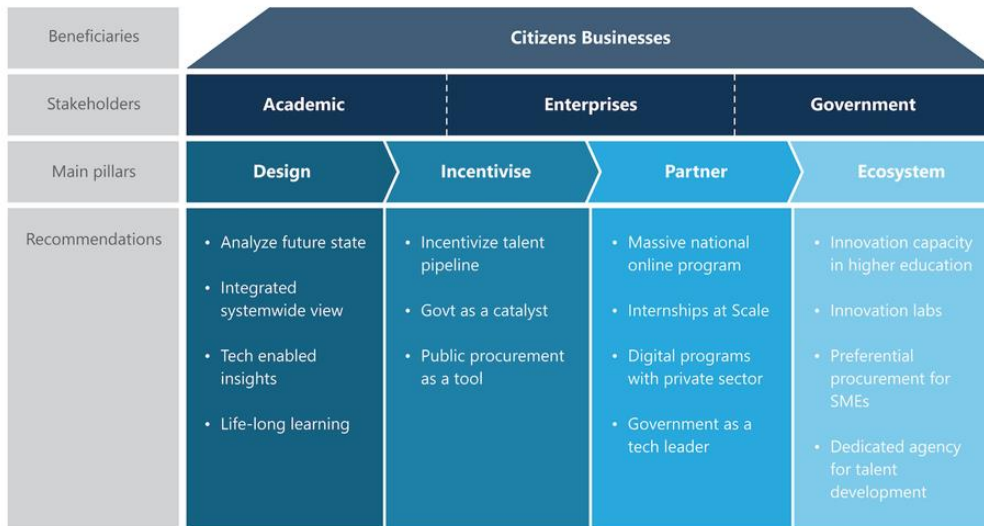 Beneficiaries
Citizens Businesses
Stakeholders
Academic
Enterprises
Government
Main pillars
Design
Incentivise
Partner
Ecosystem
Recommendations
• Analyze future state
• Integrated
systemwide view
• Tech enabled
insights
• Life-long learning
• Incentivize talent
pipeline
• Govt as a catalyst
• Public procurement
as a tool
• Massive national
online program
• Internships at Scale
• Digital programs
with private sector
• Government as a
tech leader
• Innovation capacity
in higher education
• Innovation labs
• Preferential
procurement for
SMEs
• Dedicated agency
for talent
development